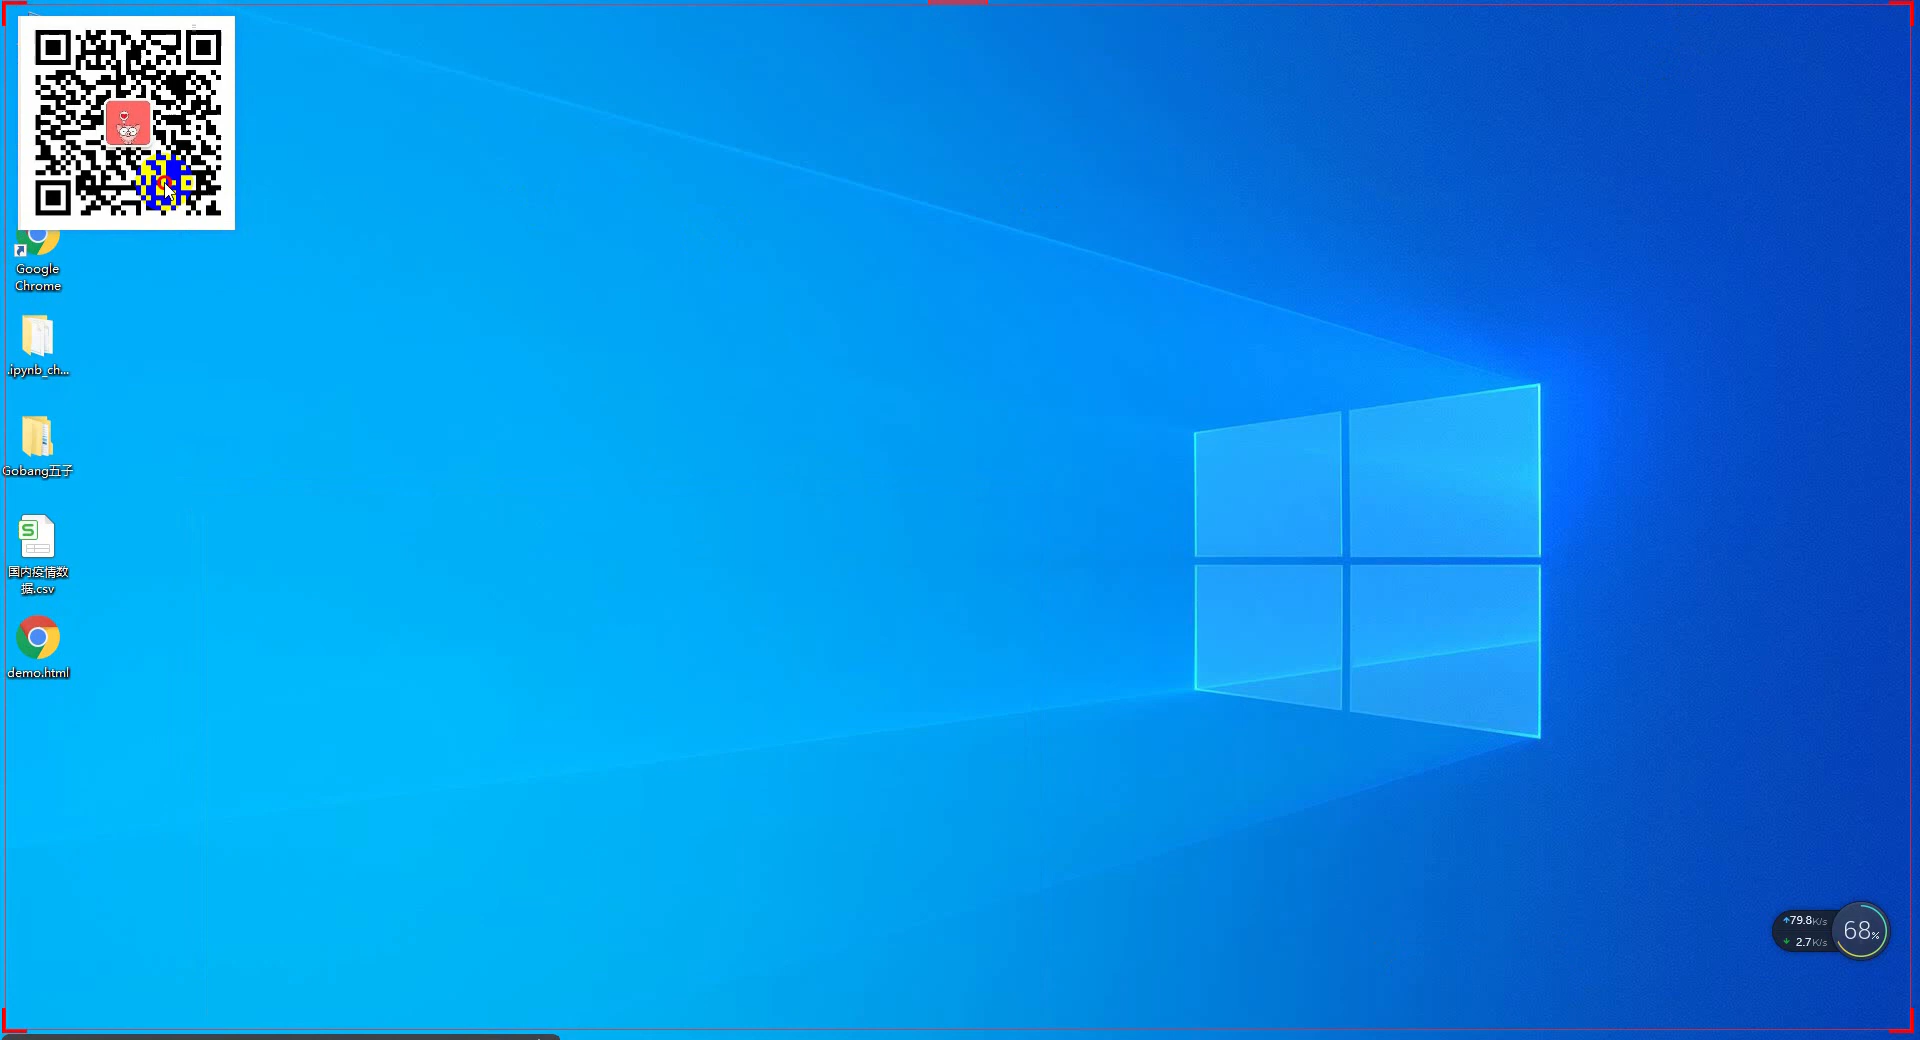 Google
Chrome
.ipynb_ch...
Gobang五子
国内疫情数
据.csv
demo.html
79.8K/s
2.7K/s
68%